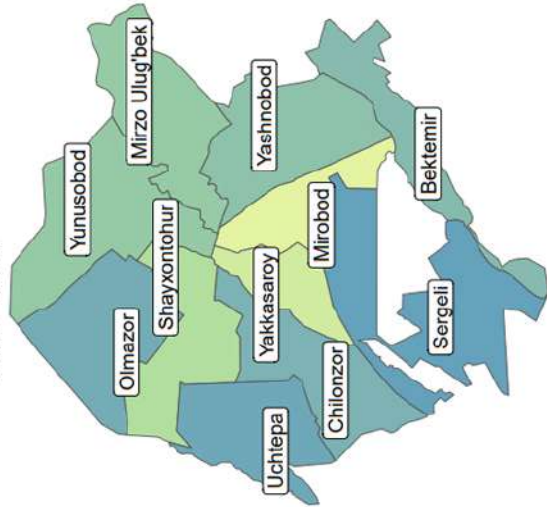 Yunusobod
Mirzo Ulug'bek
Olmazor
Shayxontohur
Yashnobod
Uchtepa
Yakkasaroy
Mirobod
Chilonzor
Bektemir
Sergeli